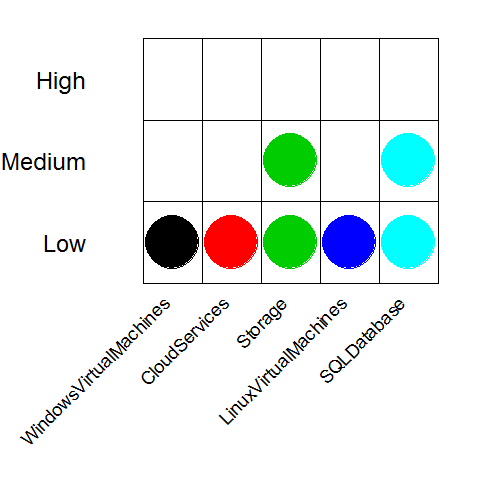 High
Medium
Low
WindowsVirtualMachines
CloudServices
Storage
LinuxVirtualMachines
SQLDatabase